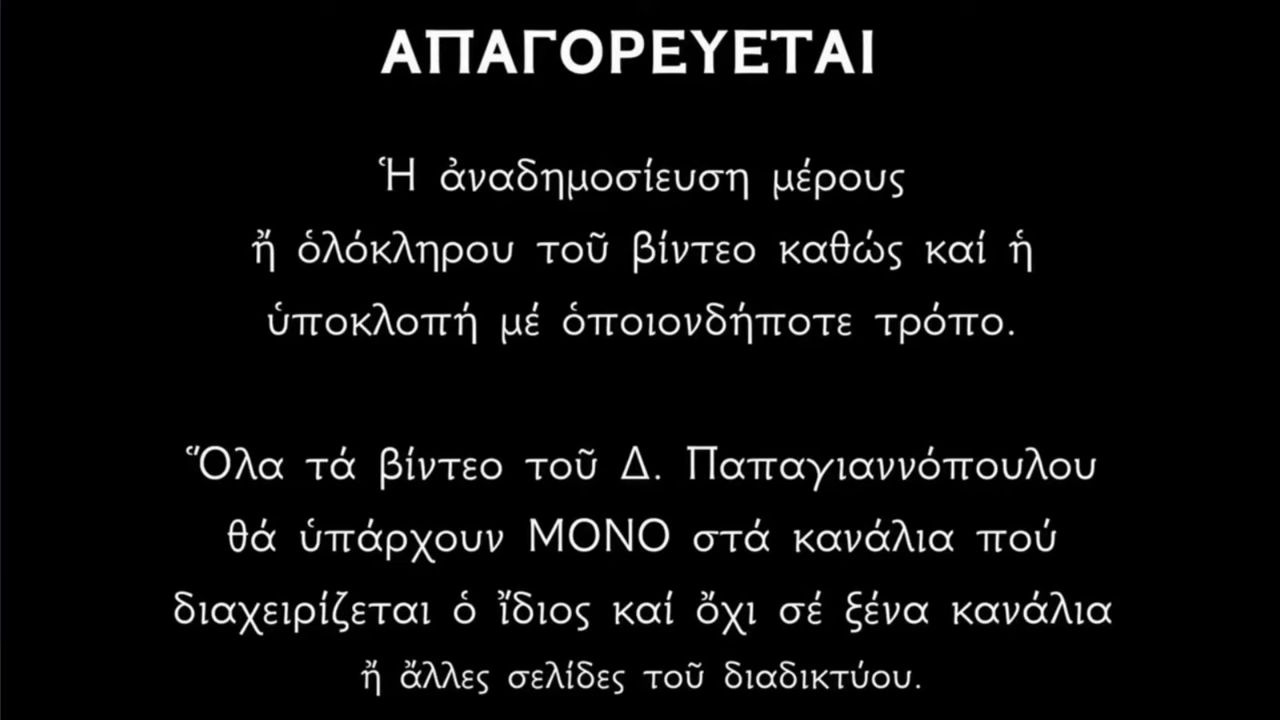 ΑΠΑΓΟΡΕΥΕΤΑΙ
Ἡ ἀναδημοσίευση μέρους
ἤ ὁλόκληρου τοῦ βίντεο καθώς καί ἡ
ὑποκλοπή μέ ὁποιονδήποτε τρόπο.
Ὅλα τά βίντεο τοῦ Δ. Παπαγιαννόπουλου
θά ὑπάρχουν ΜΟΝΟ στά κανάλια πού
διαχειρίζεται ὁ ἴδιος καί ὄχι σέ ξένα κανάλια
ἤ ἄλλες σελίδες τοῦ διαδικτύου.